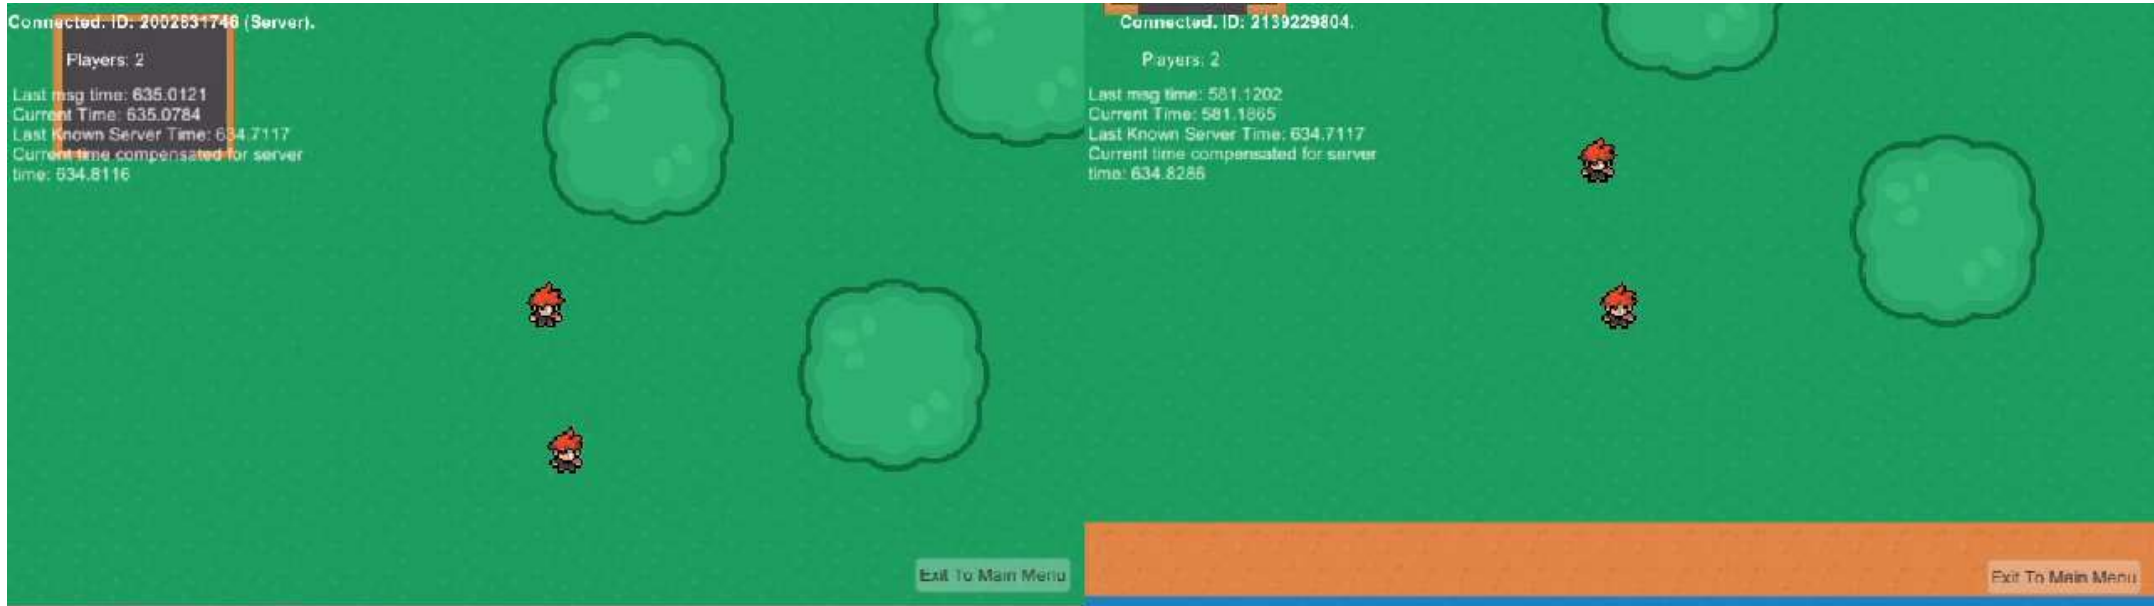 Connected. ID: 2002831746 (Server).
Players: 2
Last msg time: 635.0121
Current Time: 635.0784
Last Known Server Time: 634.7117
Current time compensated for server
time: 634.8116
Exit To Main Menu
Connected. ID: 2139229804.
Players: 2
Last msg time: 581.1202
Current Time: 581.1865
Last Known Server Time: 634.7117
Current time compensated for server
time: 634.8286
Exit To Main Menu